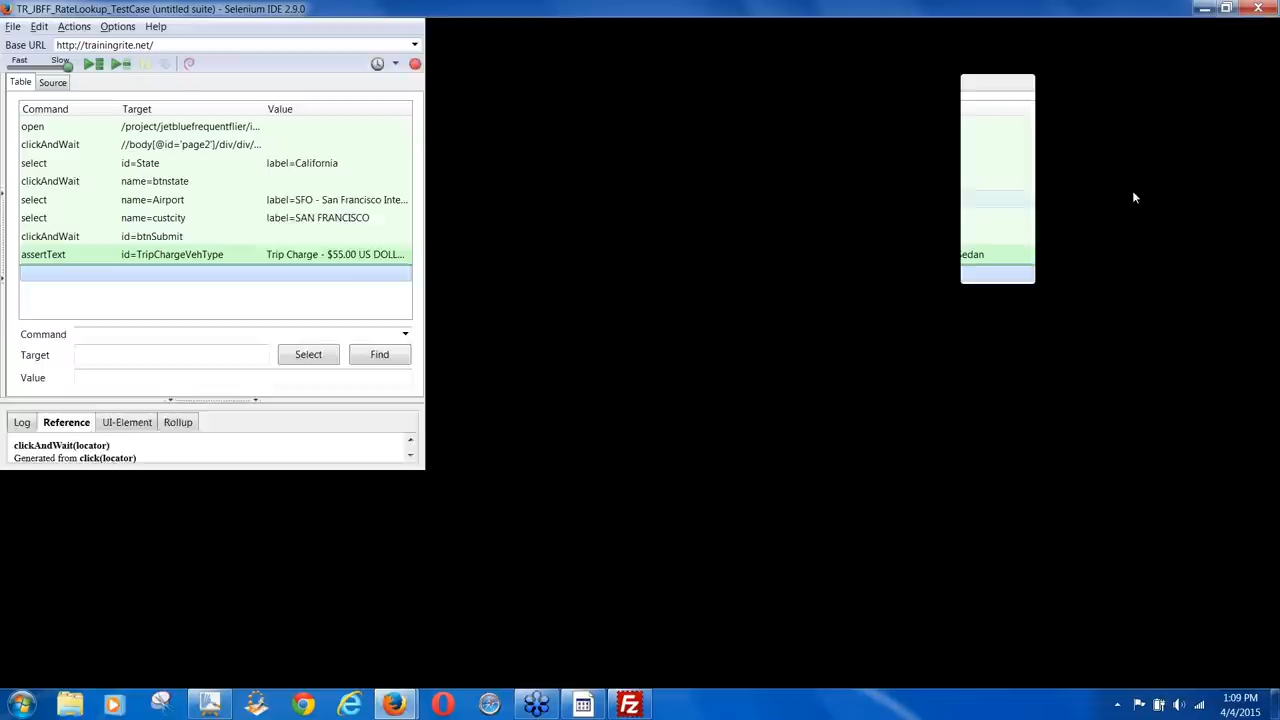 TR_JBFF_RateLookup_TestCase (untitled suite) - Selenium IDE 2.9.0
File Edit Actions Options Help
Base URL http://trainingrite.net/
Fast Slow
Table Source
Command Target Value
open /project/jetbluefrequentflier/i...
clickAndWait //body[@id='page2']/div/div/...
select id=State label=California
clickAndWait name=btnstate
select name=Airport label=SFO - San Francisco Inte...
select name=custcity label=SAN FRANCISCO
clickAndWait id=btnSubmit
assertText id=TripChargeVehType Trip Charge - $55.00 US DOLL...
Sedan
Command
Target Select Find
Value
Log Reference UI-Element Rollup
clickAndWait(locator)
Generated from click(locator)
1:09 PM
4/4/2015